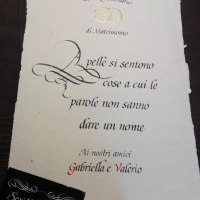 di Matrimonio
A pelle si sentono
cose a cui le
parole non sanno
dare un nome
Ai nostri amici
Gabriella e Valerio